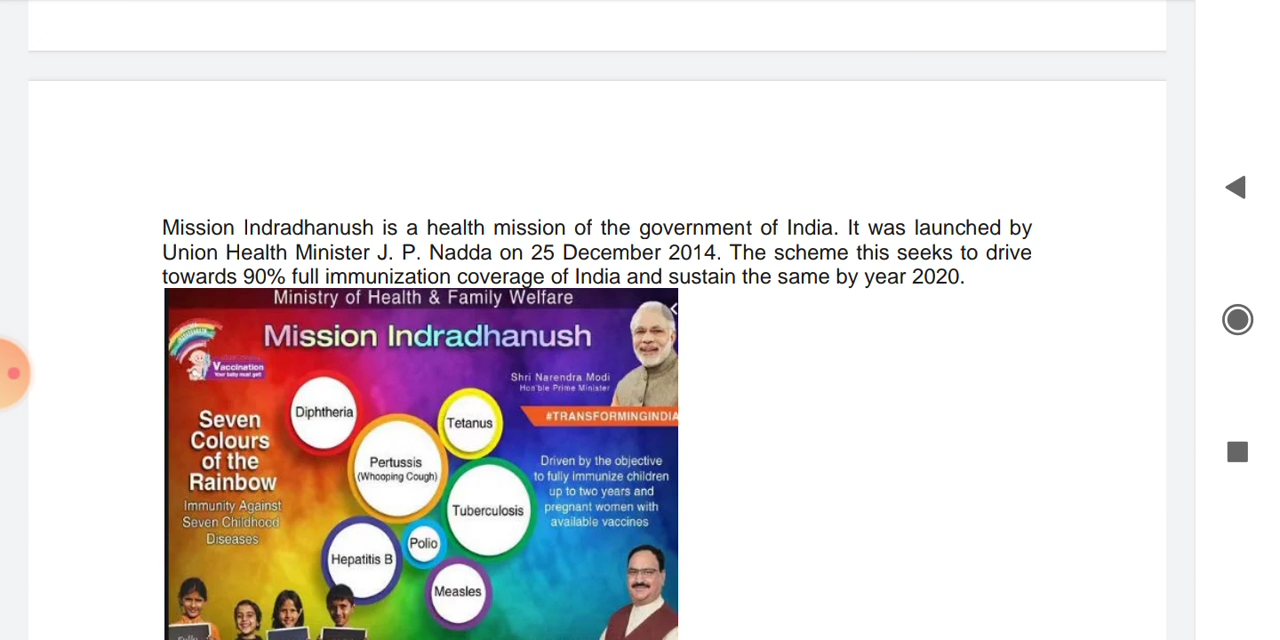 Mission Indradhanush is a health mission of the government of India. It was launched by
Union Health Minister J. P. Nadda on 25 December 2014. The scheme this seeks to drive
towards 90% full immunization coverage of India and sustain the same by year 2020.
Ministry of Health & Family Welfare
Mission Indradhanush
Vaccination
Your baby must get!
Shri Narendra Modi
Hon'ble Prime Minister
#TRANSFORMINGINDIA
Seven
Colours
of the
Rainbow
Immunity Against
Seven Childhood
Diseases
Diphtheria
Tetanus
Pertussis
(Whooping Cough)
Tuberculosis
Polio
Hepatitis B
Measles
Driven by the objective
to fully immunize children
up to two years and
pregnant women with
available vaccines
Fully